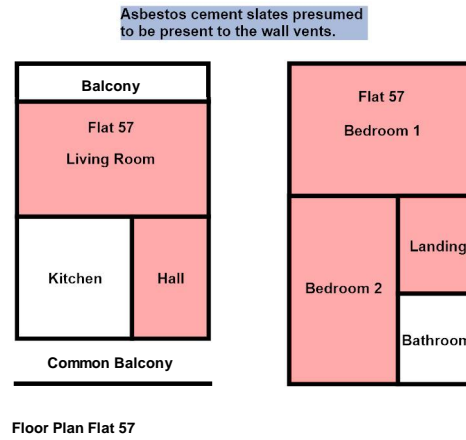 Asbestos cement slates presumed
to be present to the wall vents.
Balcony
Flat 57
Living Room
Kitchen
Hall
Common Balcony
Flat 57
Bedroom 1
Landing
Bedroom 2
Bathroom
Floor Plan Flat 57